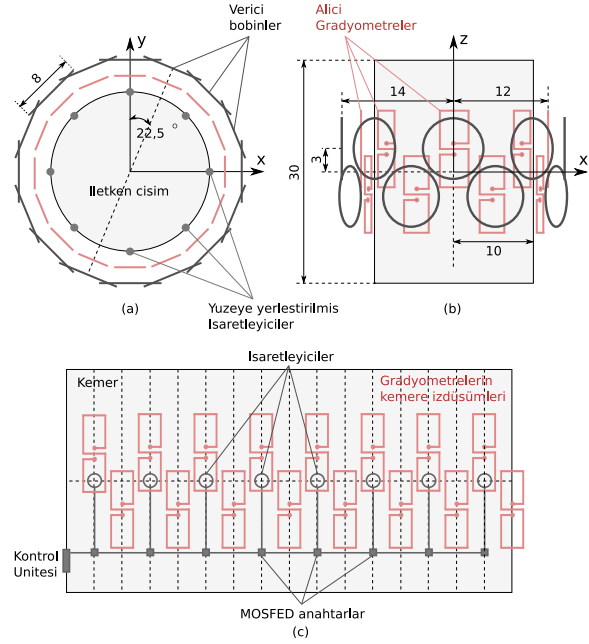 Verici
bobinler
y
8
22,5
°
x
Iletken cisim
(a)
Yuzeye yerlestirilmis
Isaretleyiciler
Alici
Gradyometreler
z
14
12
3
30
x
10
(b)
Isaretleyiciler
Kemer
Gradyometrelerin
kemere izdüsümleri
Kontrol
Unitesi
MOSFED anahtarlar
(c)